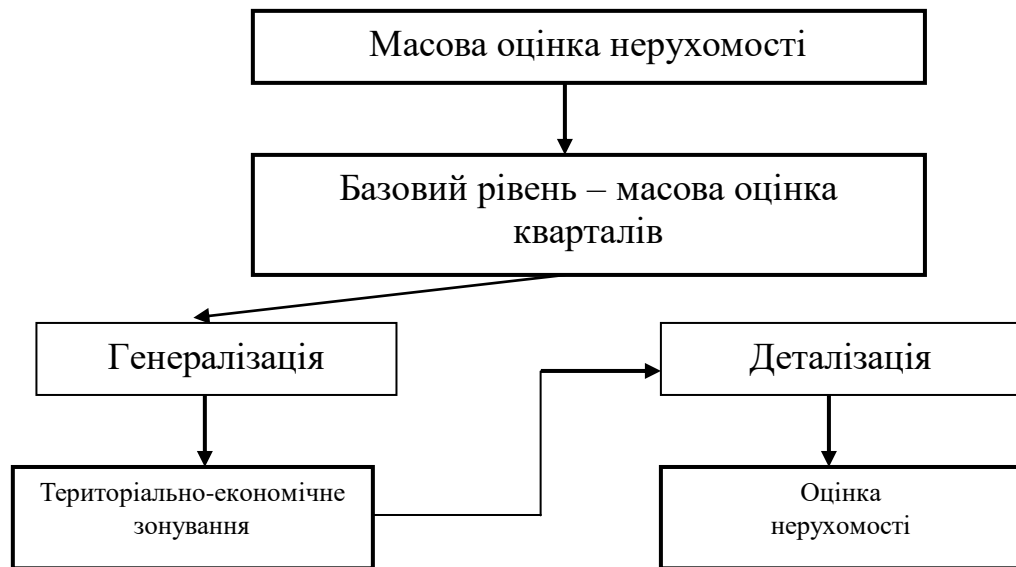 Масова оцінка нерухомості
Базовий рівень – масова оцінка
кварталів
Генералізація
Деталізація
Територіально-економічне
зонування
Оцінка
нерухомості